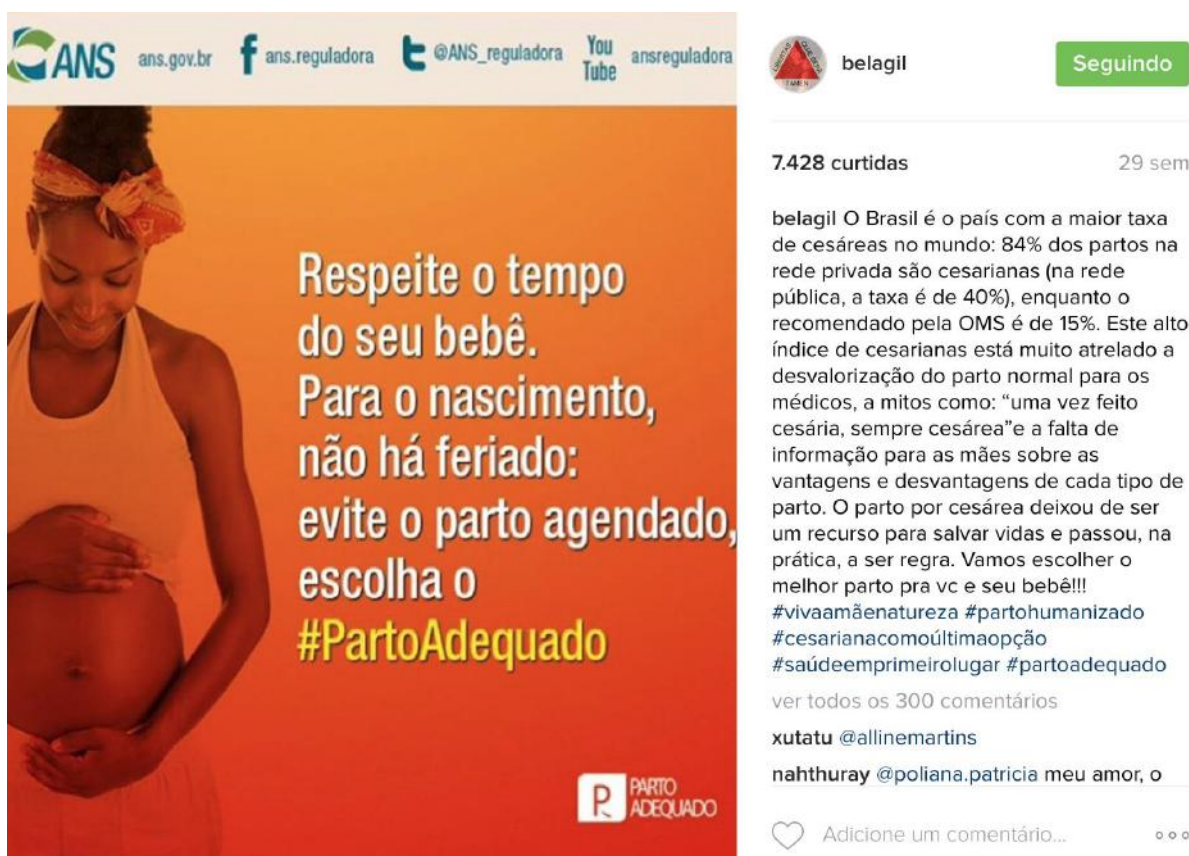 ANS ans.gov.br f ans.reguladora @ANS_reguladora You Tube ansreguladora
Respeite o tempo
do seu bebê.
Para o nascimento,
não há feriado:
evite o parto agendado,
escolha o
#PartoAdequado
PARTO
ADEQUADO
belagil Seguindo
7.428 curtidas 29 sem
belagil O Brasil é o país com a maior taxa
de cesáreas no mundo: 84% dos partos na
rede privada são cesarianas (na rede
pública, a taxa é de 40%), enquanto o
recomendado pela OMS é de 15%. Este alto
índice de cesarianas está muito atrelado a
desvalorização do parto normal para os
médicos, a mitos como: “uma vez feito
cesária, sempre cesárea”e a falta de
informação para as mães sobre as
vantagens e desvantagens de cada tipo de
parto. O parto por cesárea deixou de ser
um recurso para salvar vidas e passou, na
prática, a ser regra. Vamos escolher o
melhor parto pra vc e seu bebê!!!
#vivaamãenatureza #partohumanizado
#cesarianacomoúltimaopção
#saúdeemprimeirolugar #partoadequado
ver todos os 300 comentários
xutatu @allinemartins
nahthuray @poliana.patricia meu amor, o
Adicione um comentário...